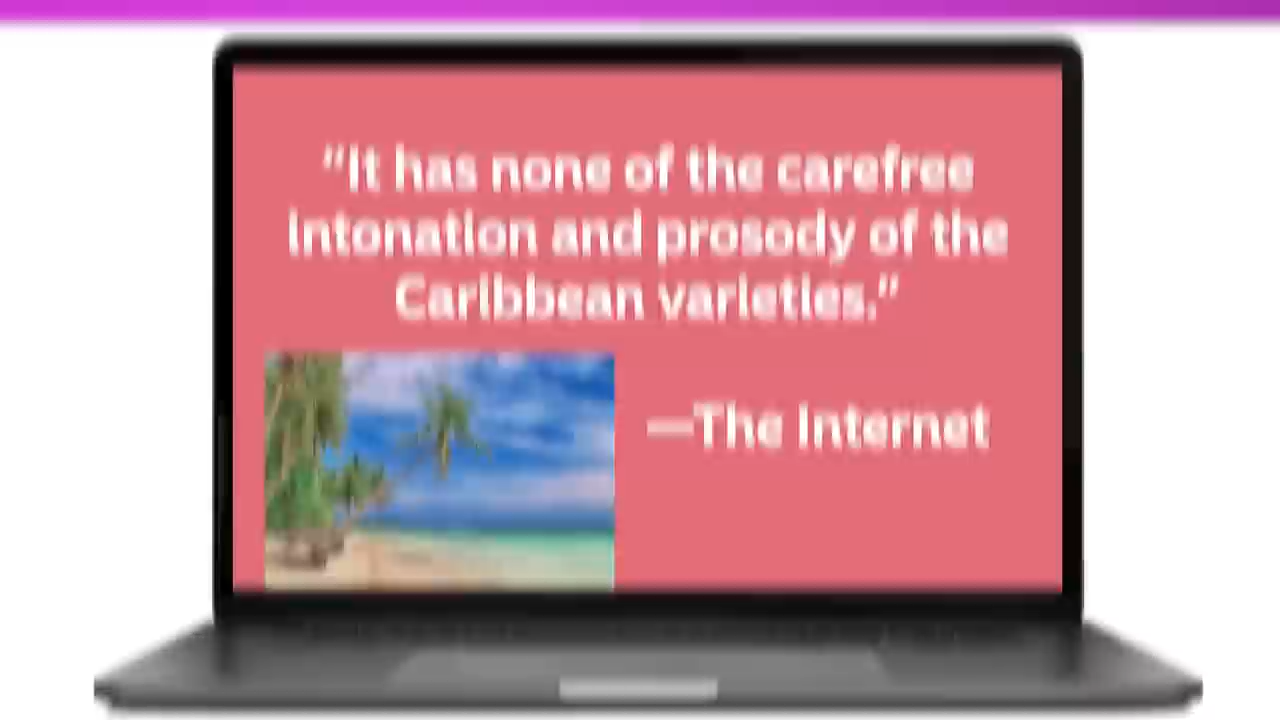 "It has none of the carefree
intonation and prosody of the
Caribbean varieties."
—The Internet